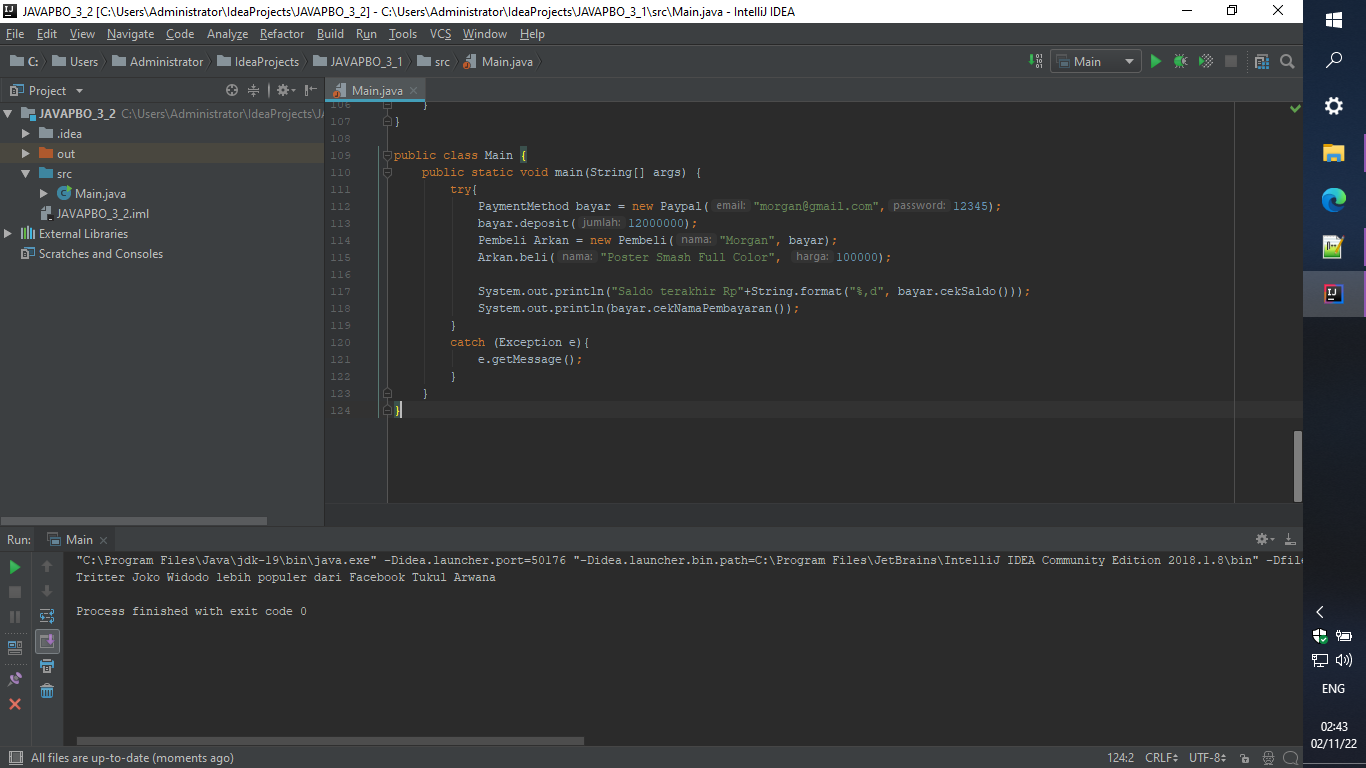 JAVAPBO_3_2 [C:\Users\Administrator\IdeaProjects\JAVAPBO_3_2] - C:\Users\Administrator\IdeaProjects\JAVAPBO_3_1\src\Main.java - IntelliJ IDEA
File Edit View Navigate Code Analyze Refactor Build Run Tools VCS Window Help
C: Users Administrator IdeaProjects JAVAPBO_3_1 src Main.java Main
Project
Main.java
JAVAPBO_3_2 C:\Users\Administrator\IdeaProjects\J
.idea
out
src
Main.java
JAVAPBO_3_2.iml
External Libraries
Scratches and Consoles
106 }
107 }
108
109 public class Main {
110 public static void main(String[] args) {
111 try{
112 PaymentMethod bayar = new Paypal( email: "morgan@gmail.com", password: 12345);
113 bayar.deposit( jumlah: 12000000);
114 Pembeli Arkan = new Pembeli( nama: "Morgan", bayar);
115 Arkan.beli( nama: "Poster Smash Full Color", harga: 100000);
116
117 System.out.println("Saldo terakhir Rp"+String.format("%,d", bayar.cekSaldo()));
118 System.out.println(bayar.cekNamaPembayaran());
119 }
120 catch (Exception e){
121 e.getMessage();
122 }
123 }
124 }
Run: Main
"C:\Program Files\Java\jdk-19\bin\java.exe" -Didea.launcher.port=50176 "-Didea.launcher.bin.path=C:\Program Files\JetBrains\IntelliJ IDEA Community Edition 2018.1.8\bin" -Dfile
Tritter Joko Widodo lebih populer dari Facebook Tukul Arwana
Process finished with exit code 0
All files are up-to-date (moments ago)
124:2 CRLF UTF-8
ENG
02:43
02/11/22